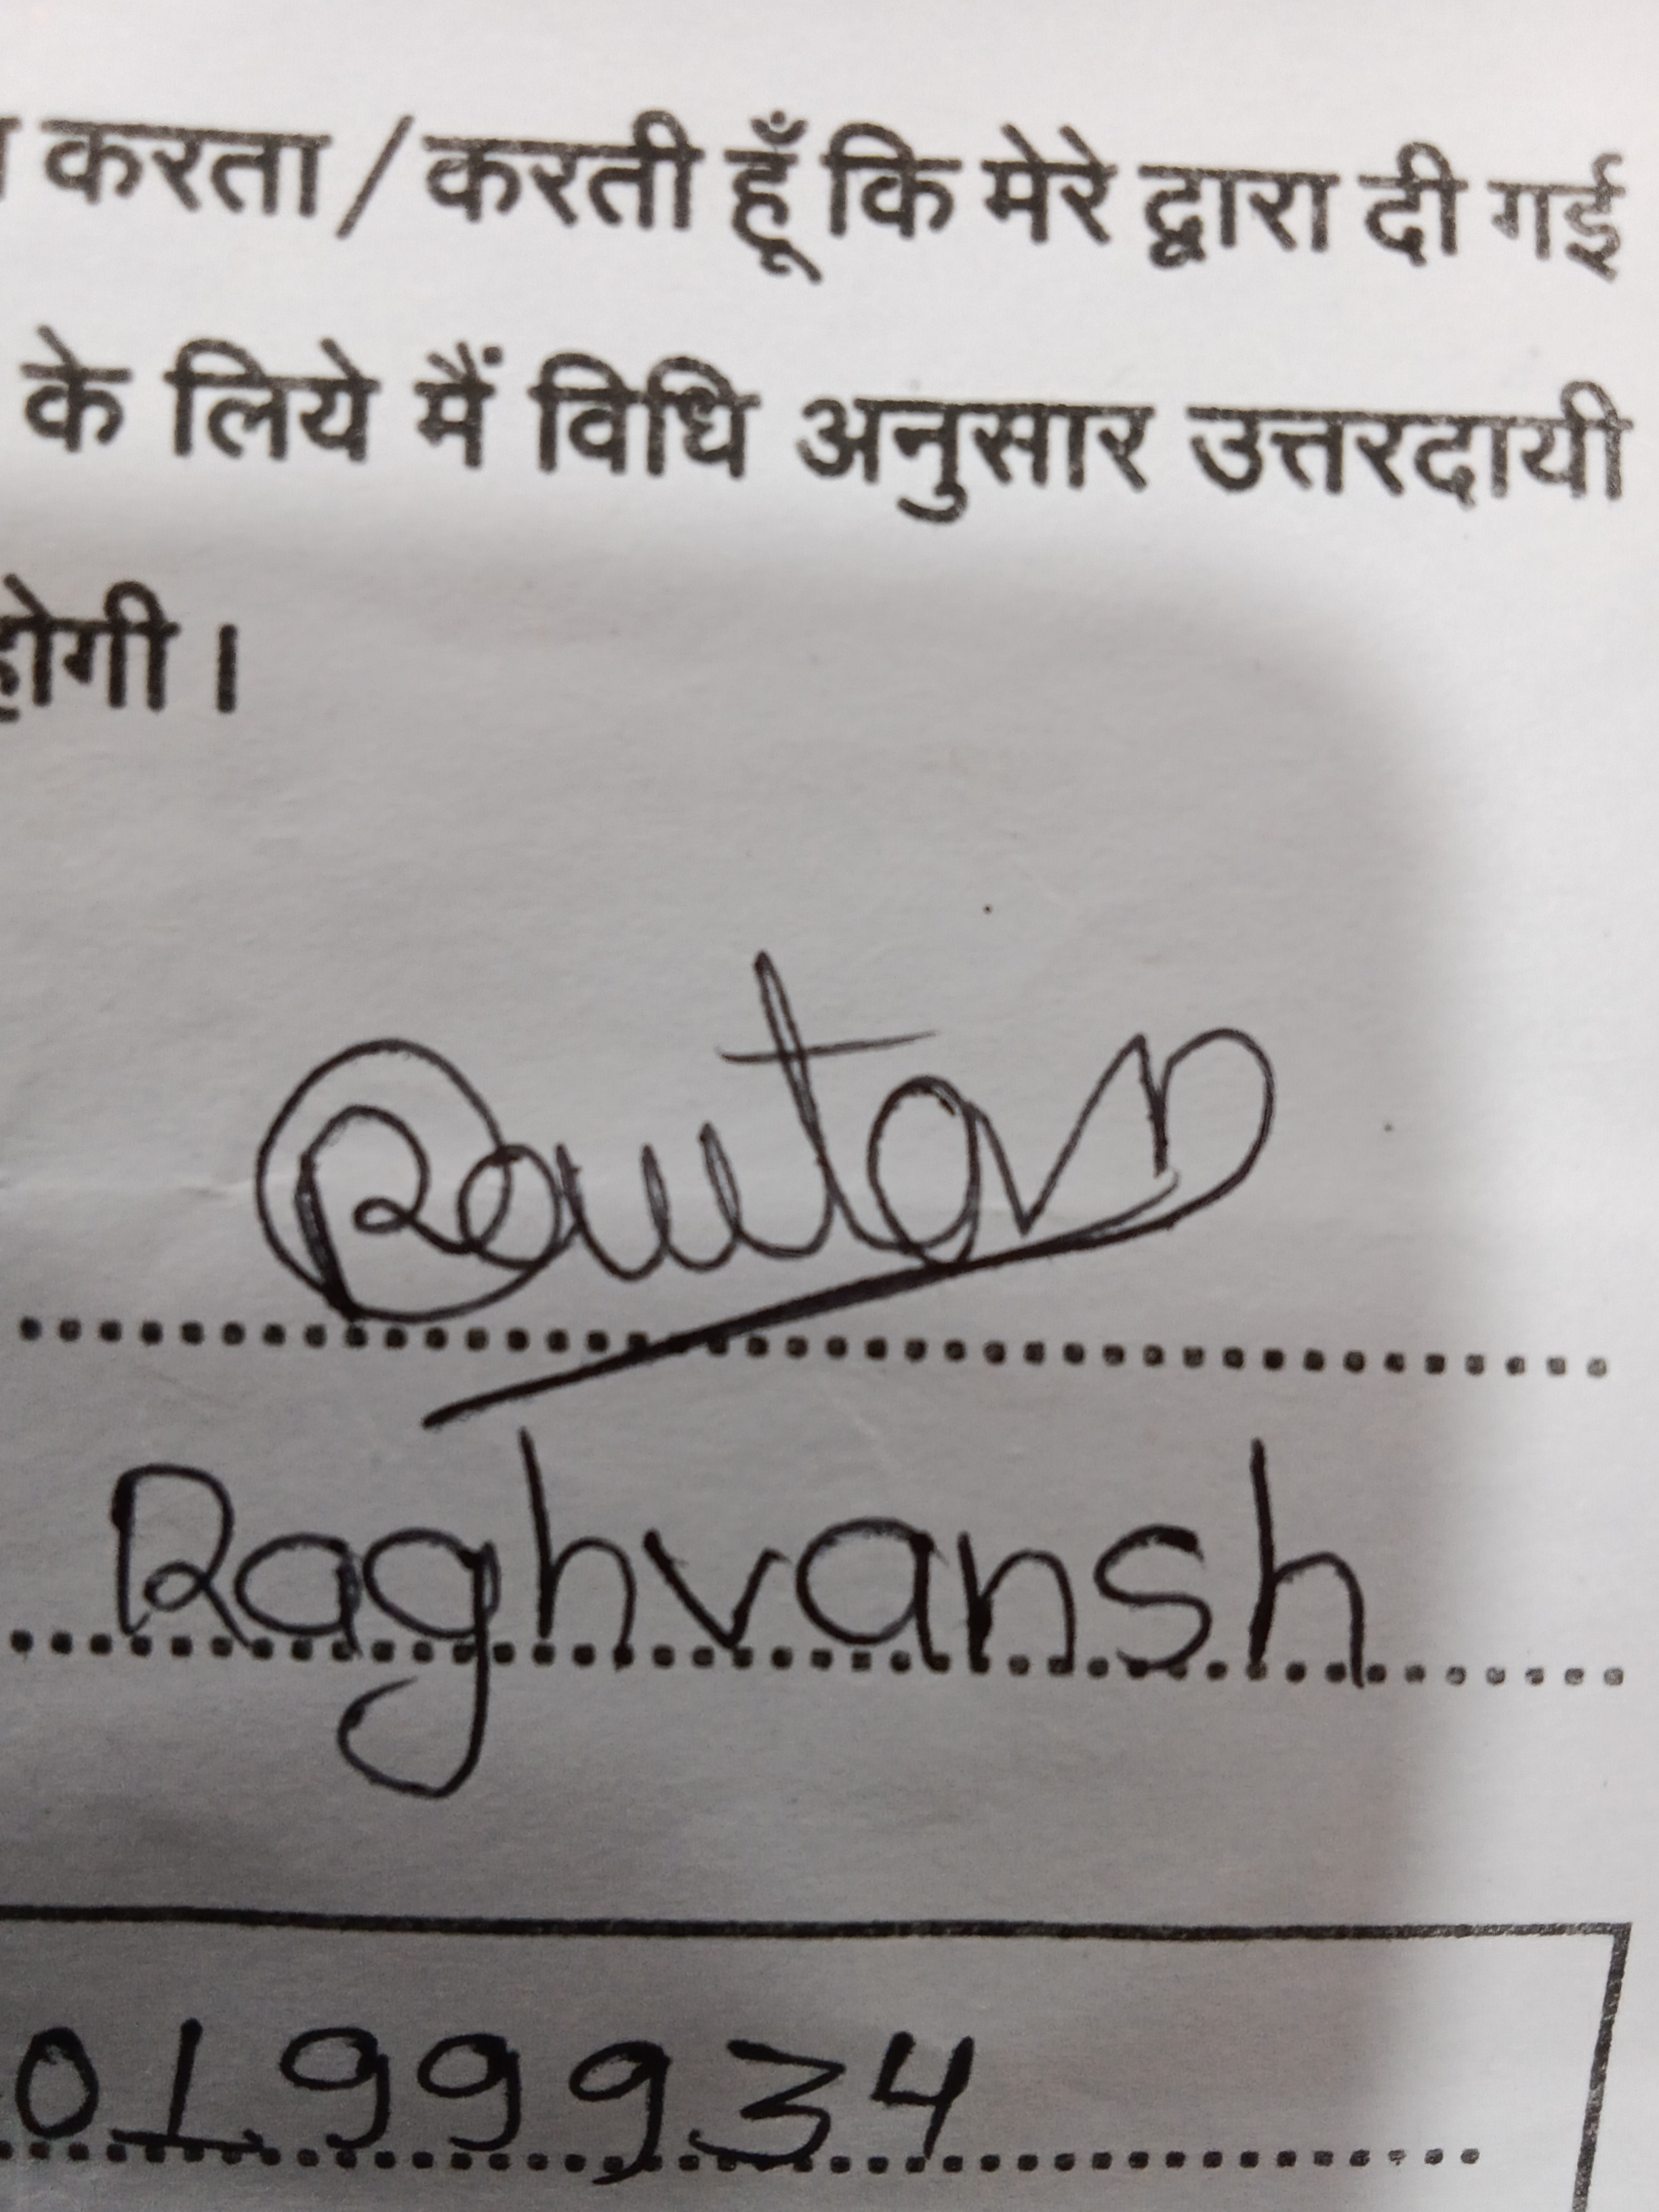 करता / करती हूँ कि मेरे द्वारा दी गई
के लिये मैं विधि अनुसार उत्तरदायी
होगी।
Raghvansh
0199934